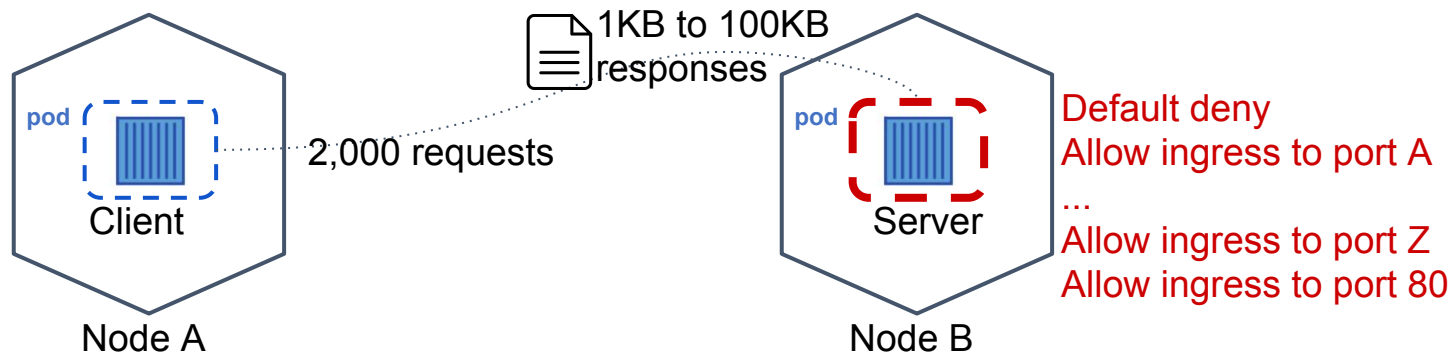 1KB to 100KB
responses
pod
2,000 requests
Client
Node A
pod
Server
Node B
Default deny
Allow ingress to port A
...
Allow ingress to port Z
Allow ingress to port 80